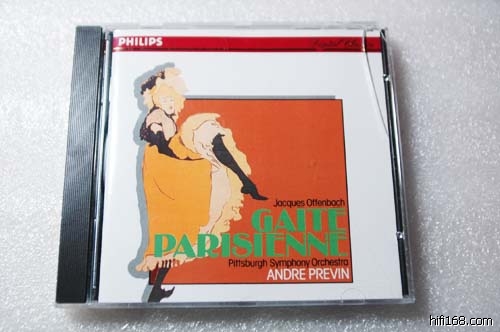 PHILIPS
Jacques Offenbach
GAITE
PARISIENNE
Pittsburgh Symphony Orchestra
ANDRE PREVIN
hifi168.com